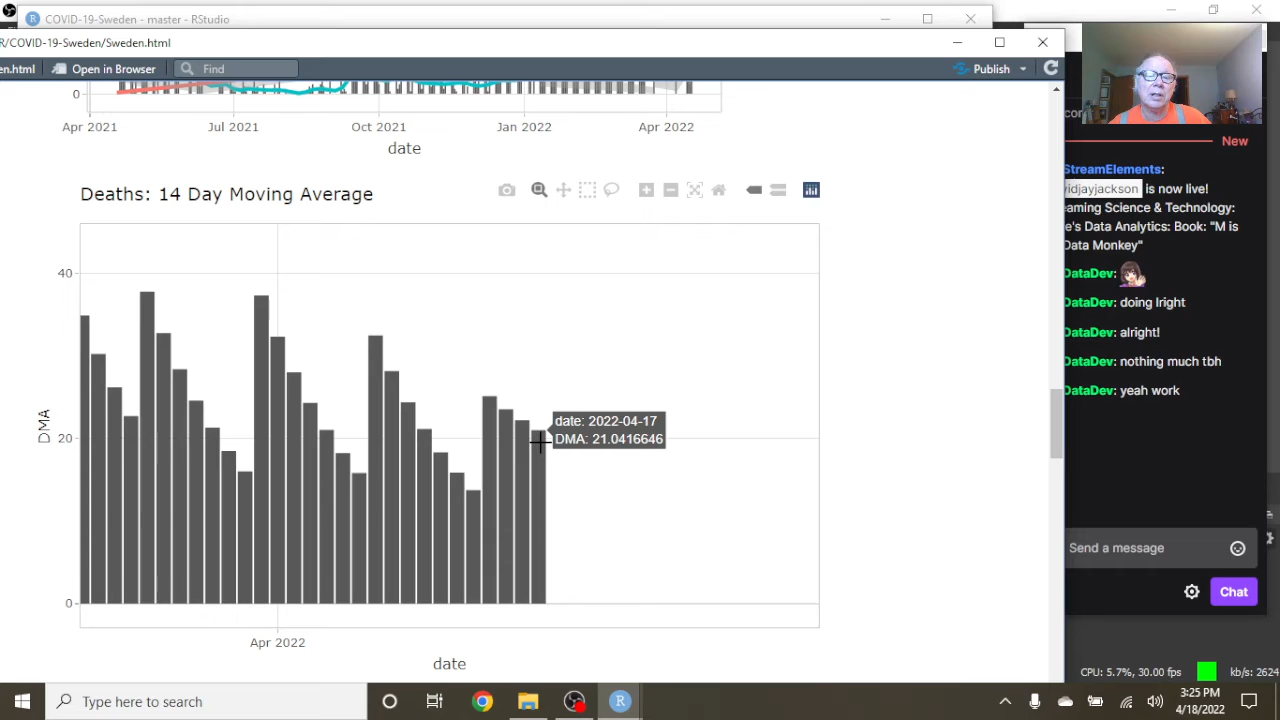 COVID-19-Sweden - master - RStudio
R/COVID-19-Sweden/Sweden.html
en.html
Open in Browser
Find
Publish
0
Apr 2021
Jul 2021
Oct 2021
Jan 2022
Apr 2022
date
Deaths: 14 Day Moving Average
40
20
0
DMA
date: 2022-04-17
DMA: 21.0416646
Apr 2022
date
cor
New
StreamElements:
vidjayjackson is now live!
eaming Science & Technology:
e's Data Analytics: Book: "M is
Data Monkey"
DataDev:
DataDev: doing lright
DataDev: alright!
DataDev: nothing much tbh
DataDev: yeah work
Send a message
Chat
CPU: 5.7%, 30.00 fps
kb/s: 2624
Type here to search
3:25 PM
4/18/2022